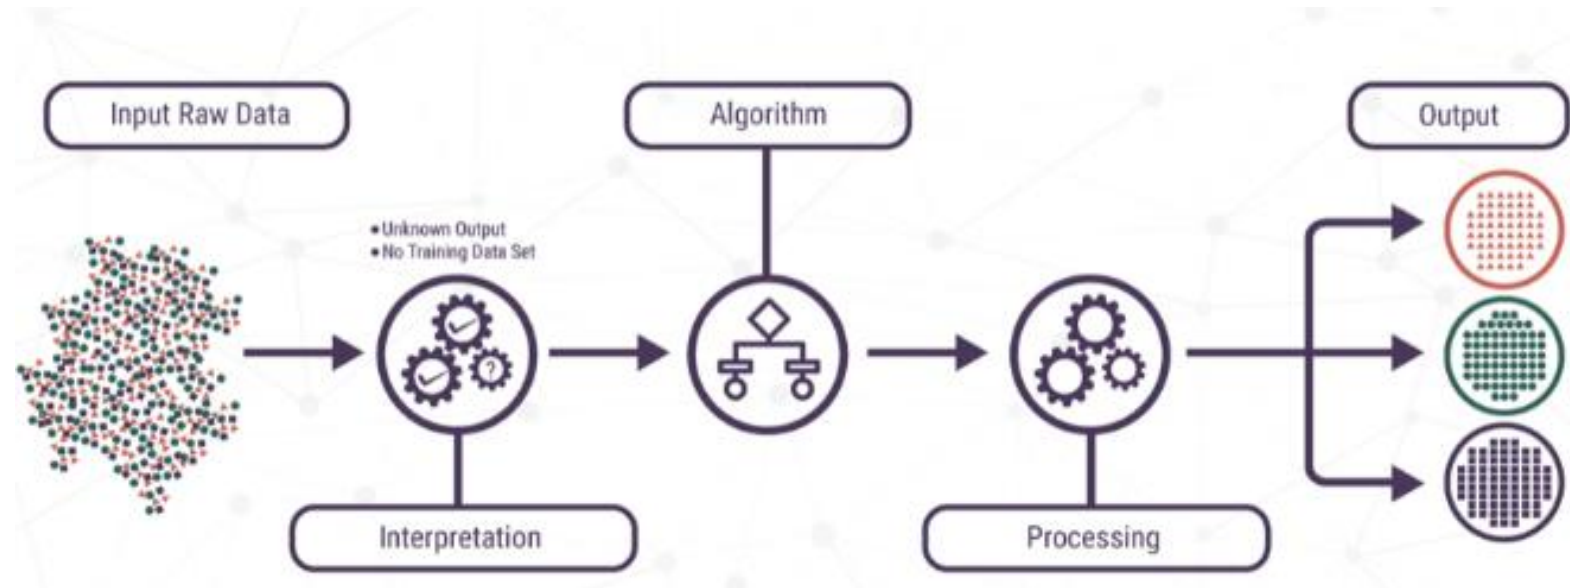 Input Raw Data
Algorithm
Output
•Unknown Output
•No Training Data Set
?
Interpretation
Processing